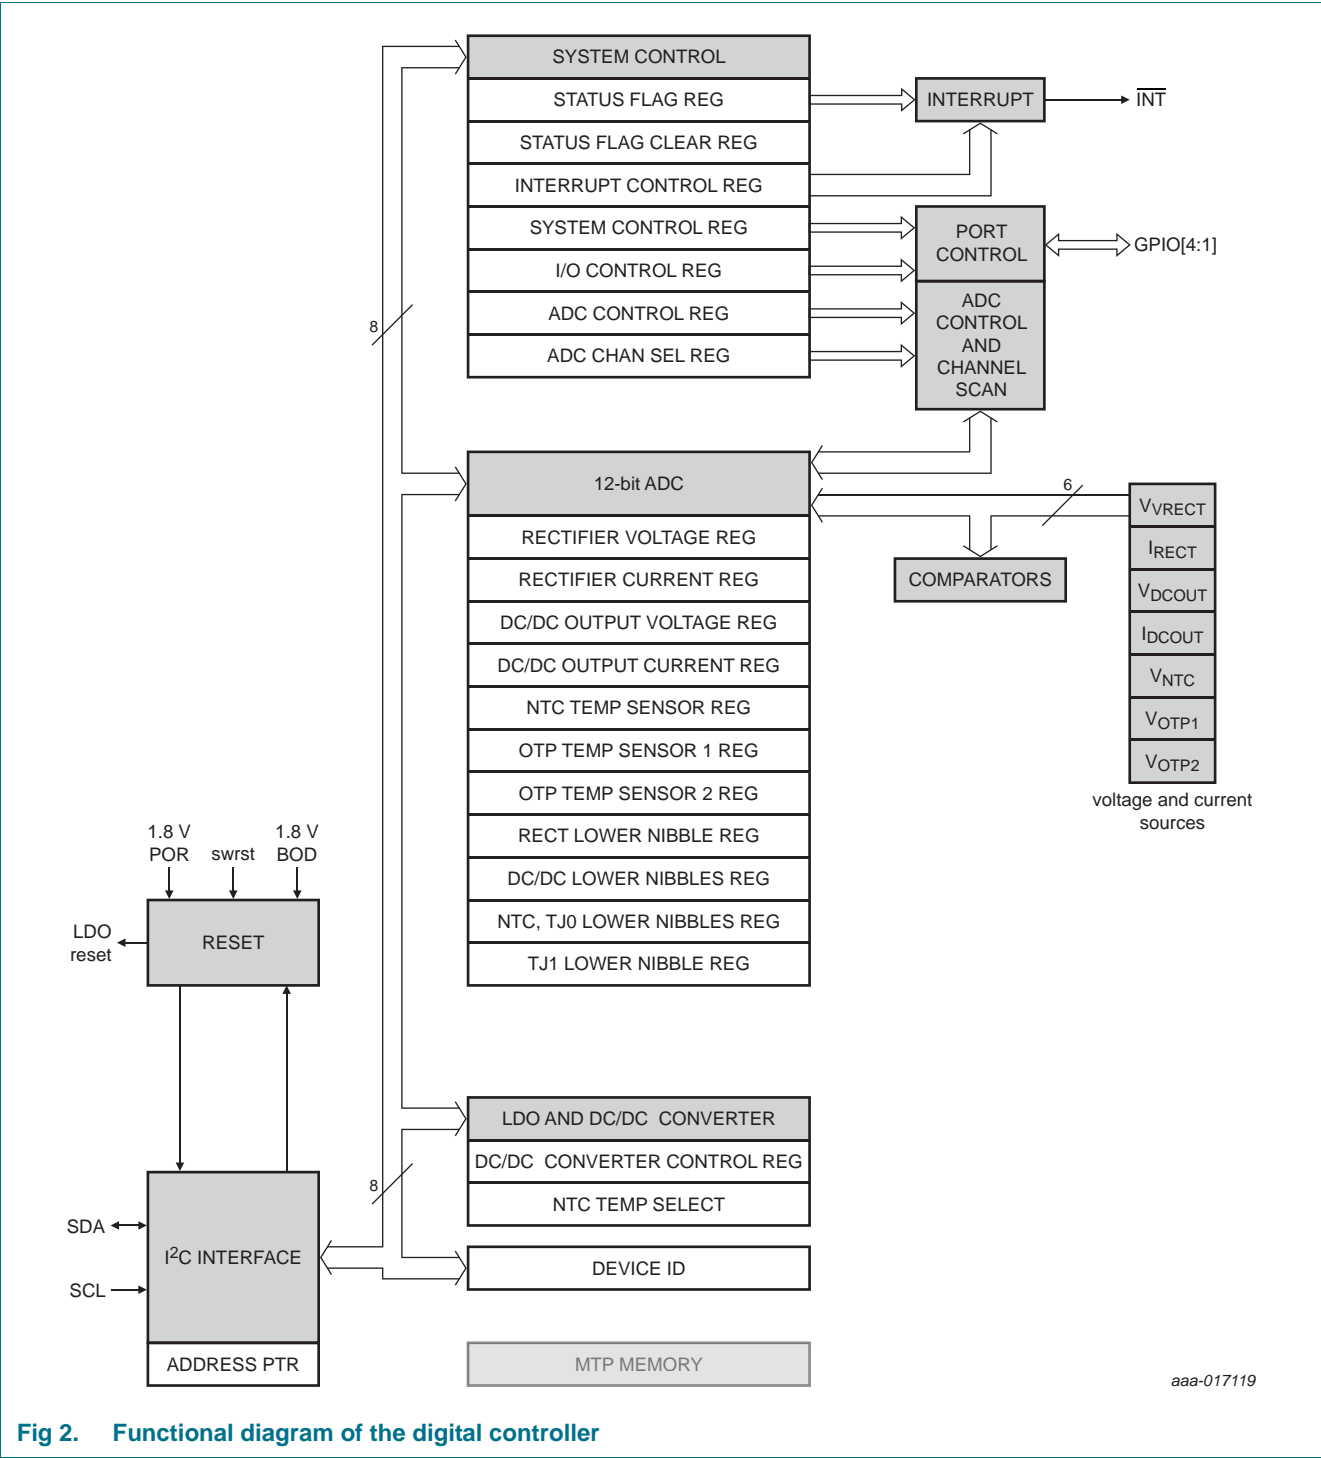 SYSTEM CONTROL
STATUS FLAG REG
STATUS FLAG CLEAR REG
INTERRUPT CONTROL REG
SYSTEM CONTROL REG
I/O CONTROL REG
ADC CONTROL REG
ADC CHAN SEL REG
INTERRUPT
INT
PORT
CONTROL
GPIO[4:1]
ADC
CONTROL
AND
CHANNEL
SCAN
8
12-bit ADC
RECTIFIER VOLTAGE REG
RECTIFIER CURRENT REG
DC/DC OUTPUT VOLTAGE REG
DC/DC OUTPUT CURRENT REG
NTC TEMP SENSOR REG
OTP TEMP SENSOR 1 REG
OTP TEMP SENSOR 2 REG
RECT LOWER NIBBLE REG
DC/DC LOWER NIBBLES REG
NTC, TJ0 LOWER NIBBLES REG
TJ1 LOWER NIBBLE REG
6
COMPARATORS
VVRECT
IRECT
VDCOUT
IDCOUT
VNTC
VOTP1
VOTP2
voltage and current
sources
1.8 V
POR
swrst
1.8 V
BOD
LDO
reset
RESET
8
LDO AND DC/DC CONVERTER
DC/DC CONVERTER CONTROL REG
NTC TEMP SELECT
DEVICE ID
SDA
SCL
I2C INTERFACE
ADDRESS PTR
MTP MEMORY
aaa-017119
Fig 2. Functional diagram of the digital controller